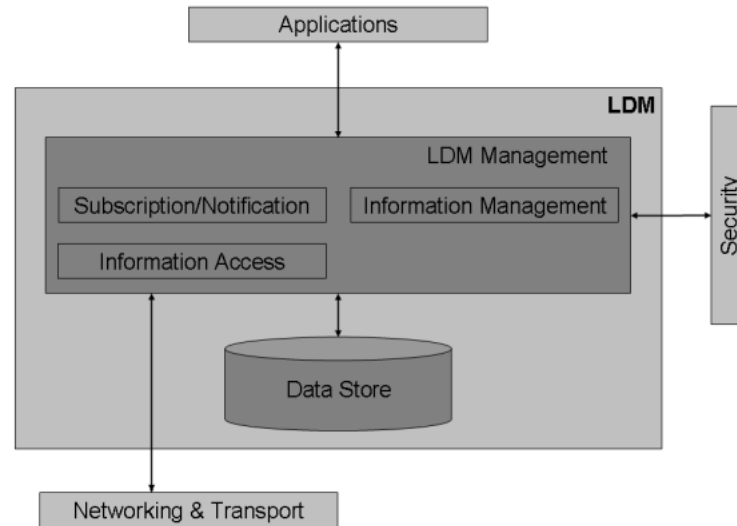 Applications
LDM
LDM Management
Subscription/Notification
Information Management
Information Access
Security
Data Store
Networking & Transport